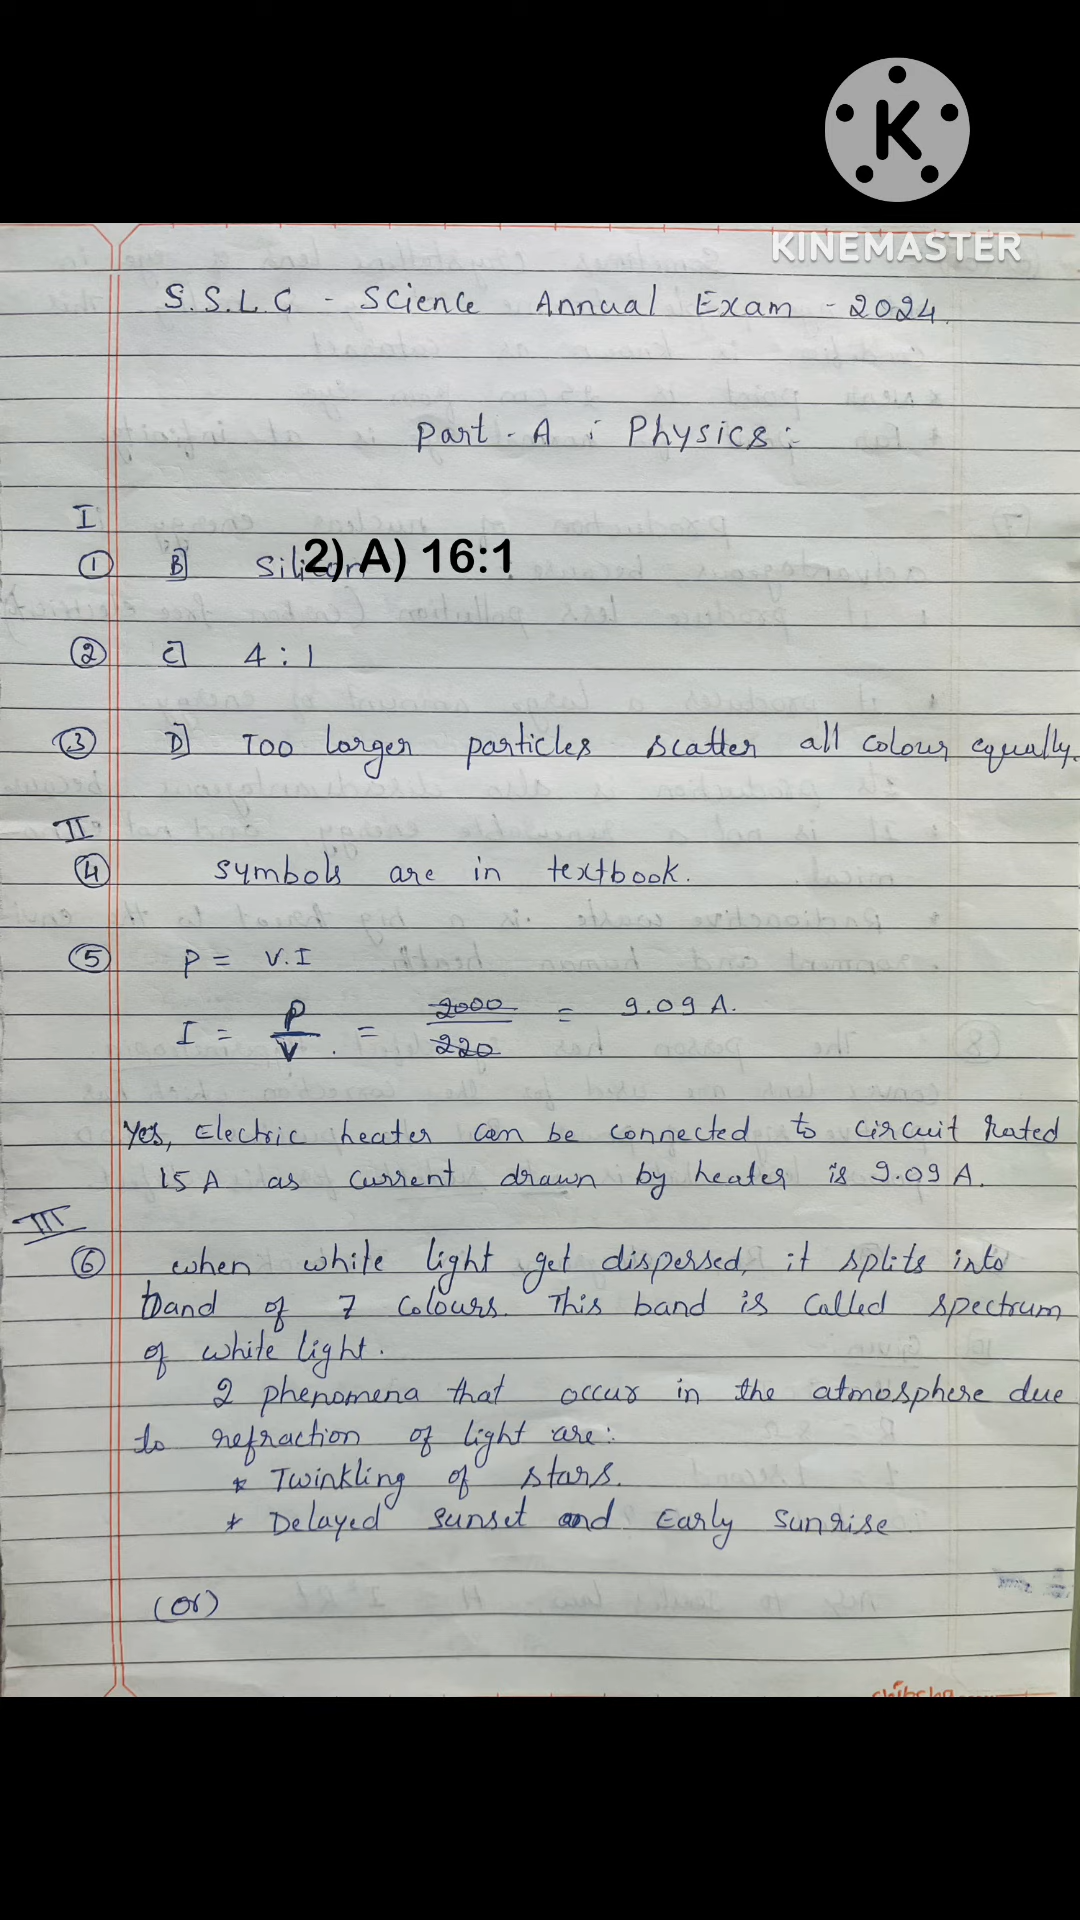 K
KINEMASTER
S.S.L.C - Science Annual Exam - 2024.
Part - A : Physics :-
I
① B] Silicon
2) A) 16:1
② C] 4 : 1
③ D] Too larger particles scatter all colour equally.
II
④ symbols are in textbook.
⑤ P = V.I
I = P/V. = 2000/220 = 9.09 A.
Yes, Electric heater can be connected to circuit rated
15 A as current drawn by heater is 9.09 A.
III
⑥ when white light get dispersed, it splits into
band of 7 colours. This band is called spectrum
of white light.
2 phenomena that occur in the atmosphere due
to refraction of light are:
* Twinkling of stars.
* Delayed sunset and Early sunrise.
(or)